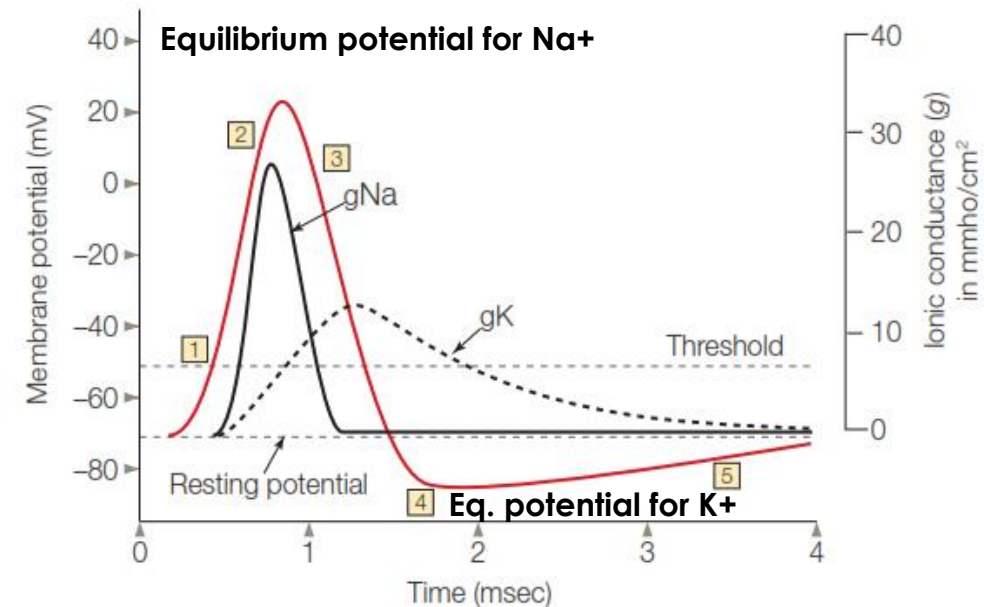 Equilibrium potential for Na+
Membrane potential (mV)
40
20
0
–20
–40
–60
–80
1
2
3
4
5
gNa
gK
Threshold
Resting potential
Eq. potential for K+
40
30
20
10
0
Ionic conductance (g)
in mmho/cm²
0
1
2
3
4
Time (msec)